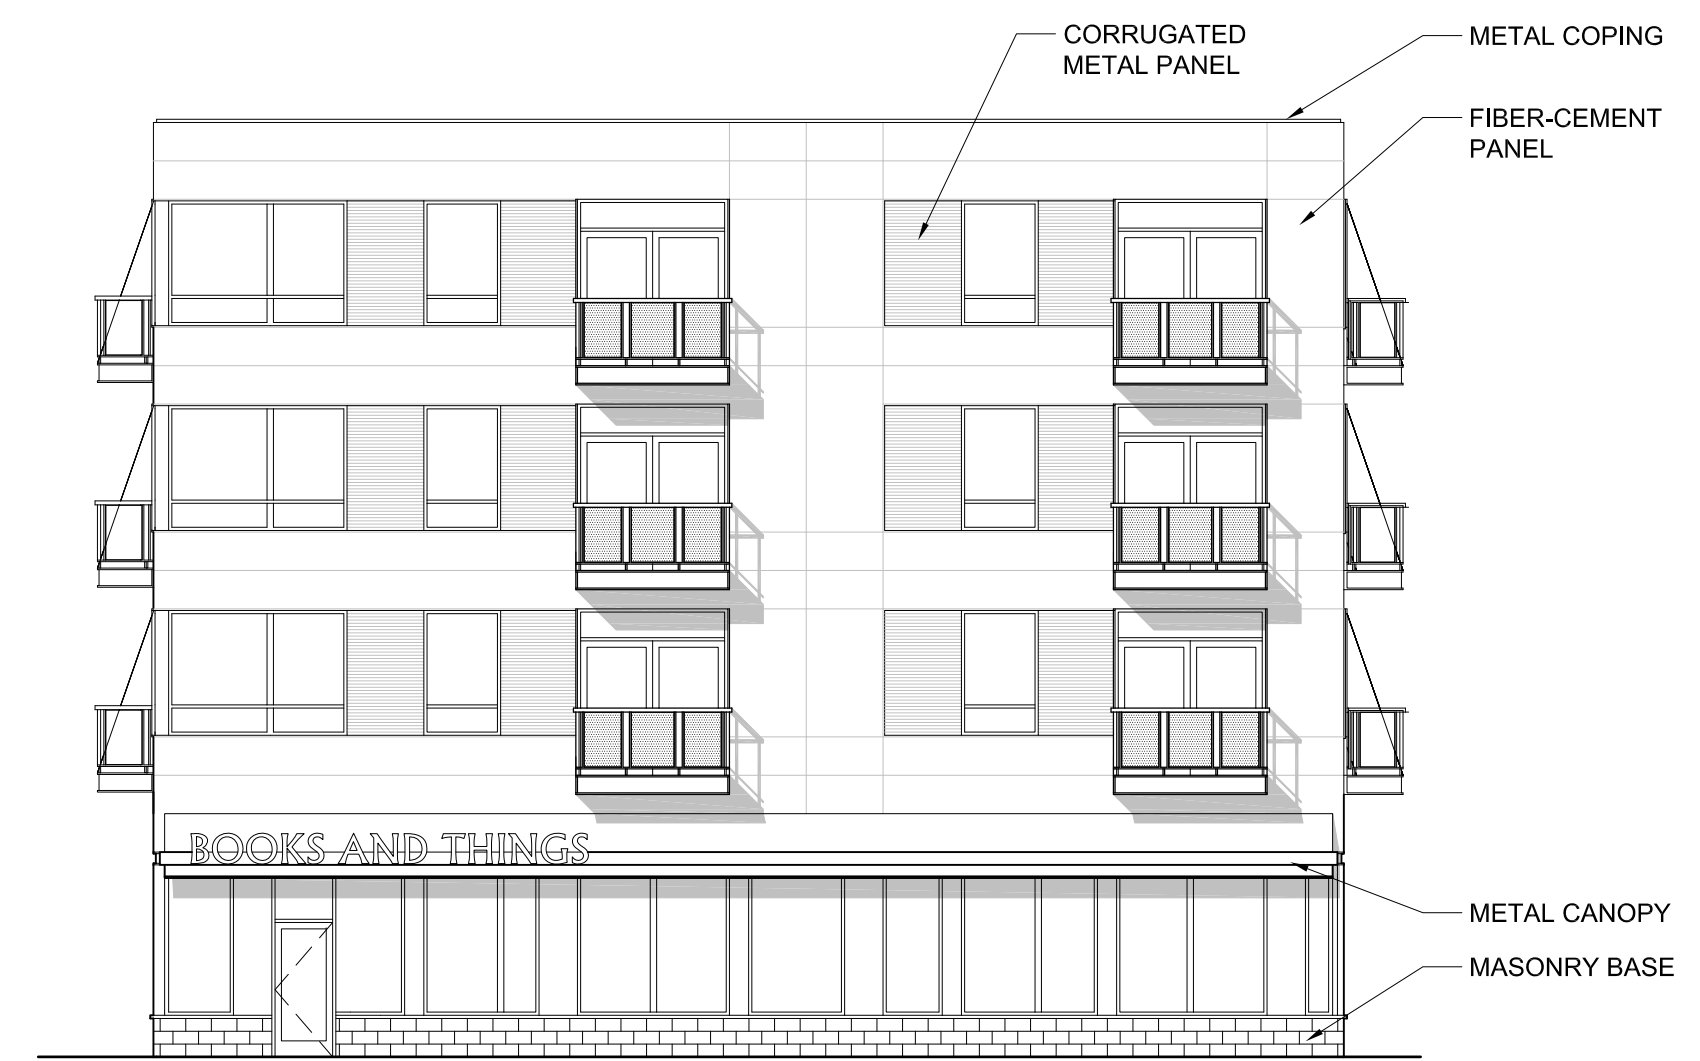 CORRUGATED
METAL PANEL
METAL COPING
FIBER-CEMENT
PANEL
BOOKS AND THINGS
METAL CANOPY
MASONRY BASE